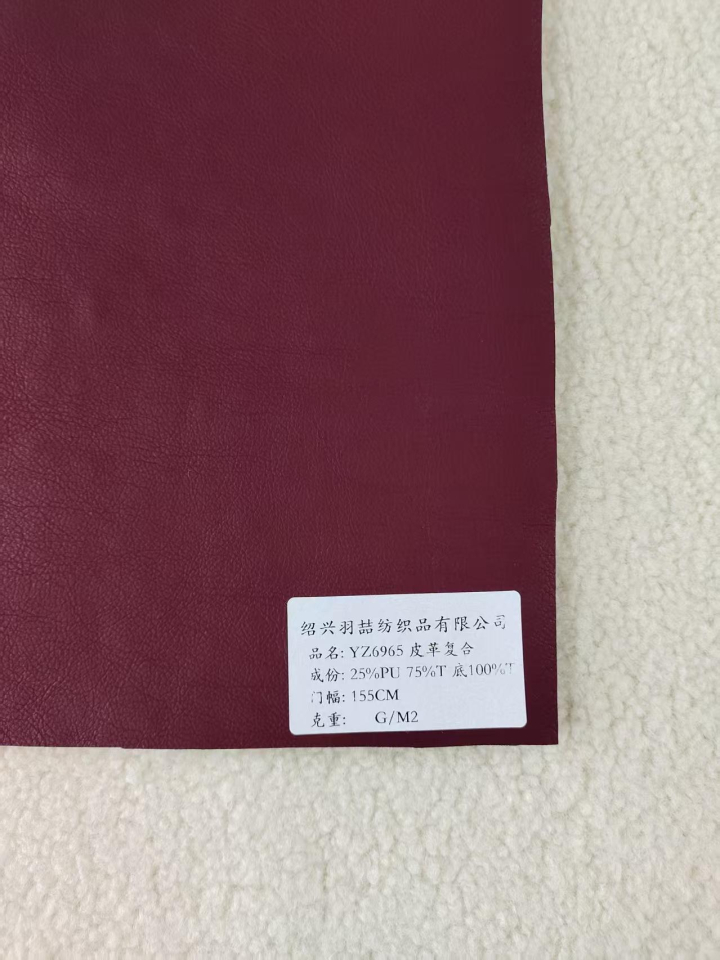 绍兴羽喆纺织品有限公司
品名: YZ6965 皮革复合
成份: 25%PU 75%T 底100%T
门幅: 155CM
克重: G/M2